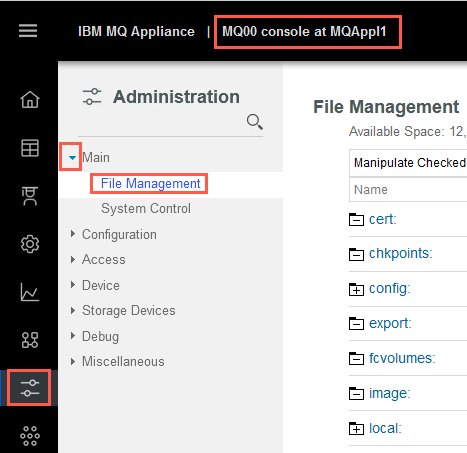 IBM MQ Appliance | MQ00 console at MQAppl1
Administration
Main
File Management
System Control
Configuration
Access
Device
Storage Devices
Debug
Miscellaneous
File Management
Available Space: 12,
Manipulate Checked
Name
cert:
chkpoints:
config:
export:
fcvolumes:
image:
local: